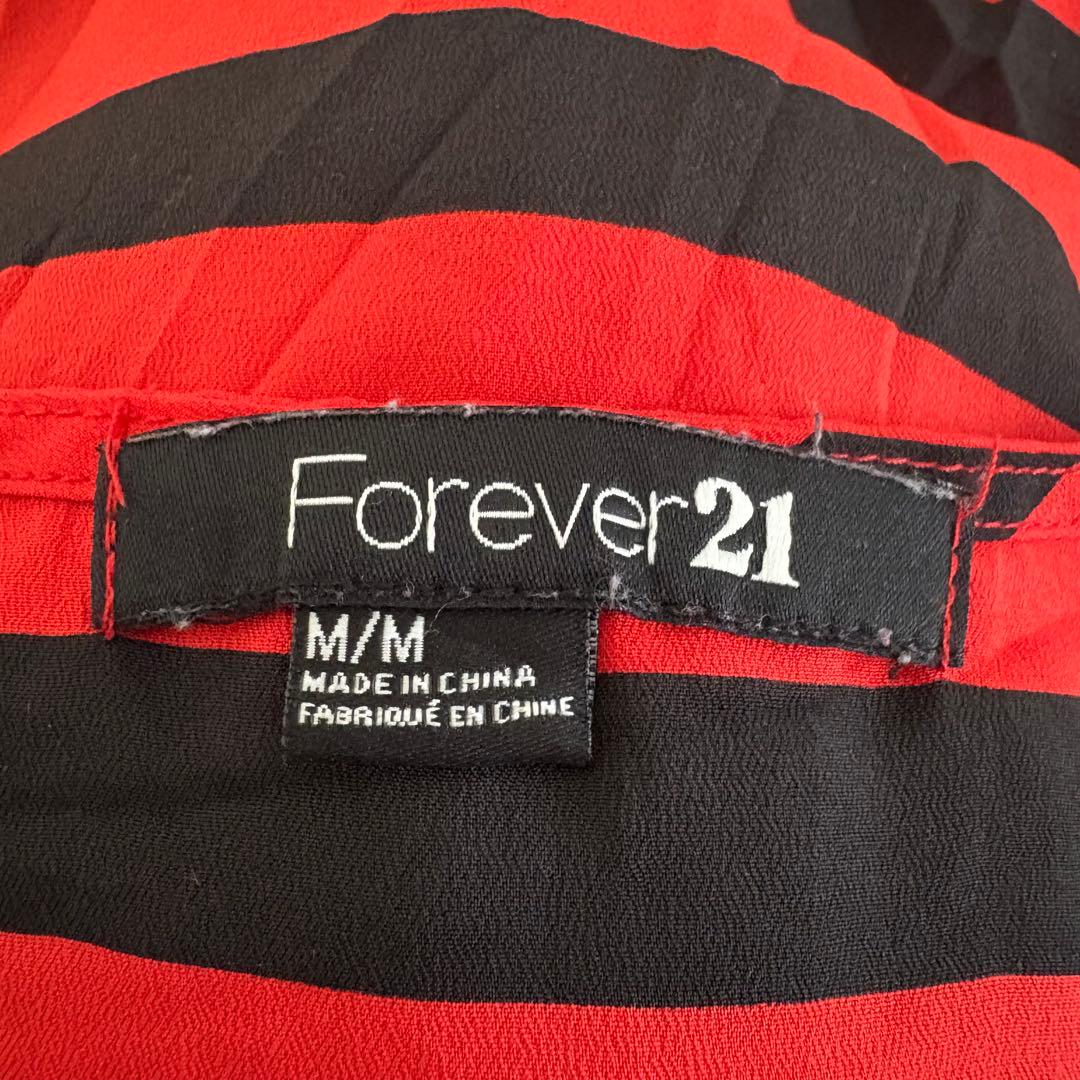 Forever21
M/M
MADE IN CHINA
FABRIQUÉ EN CHINE